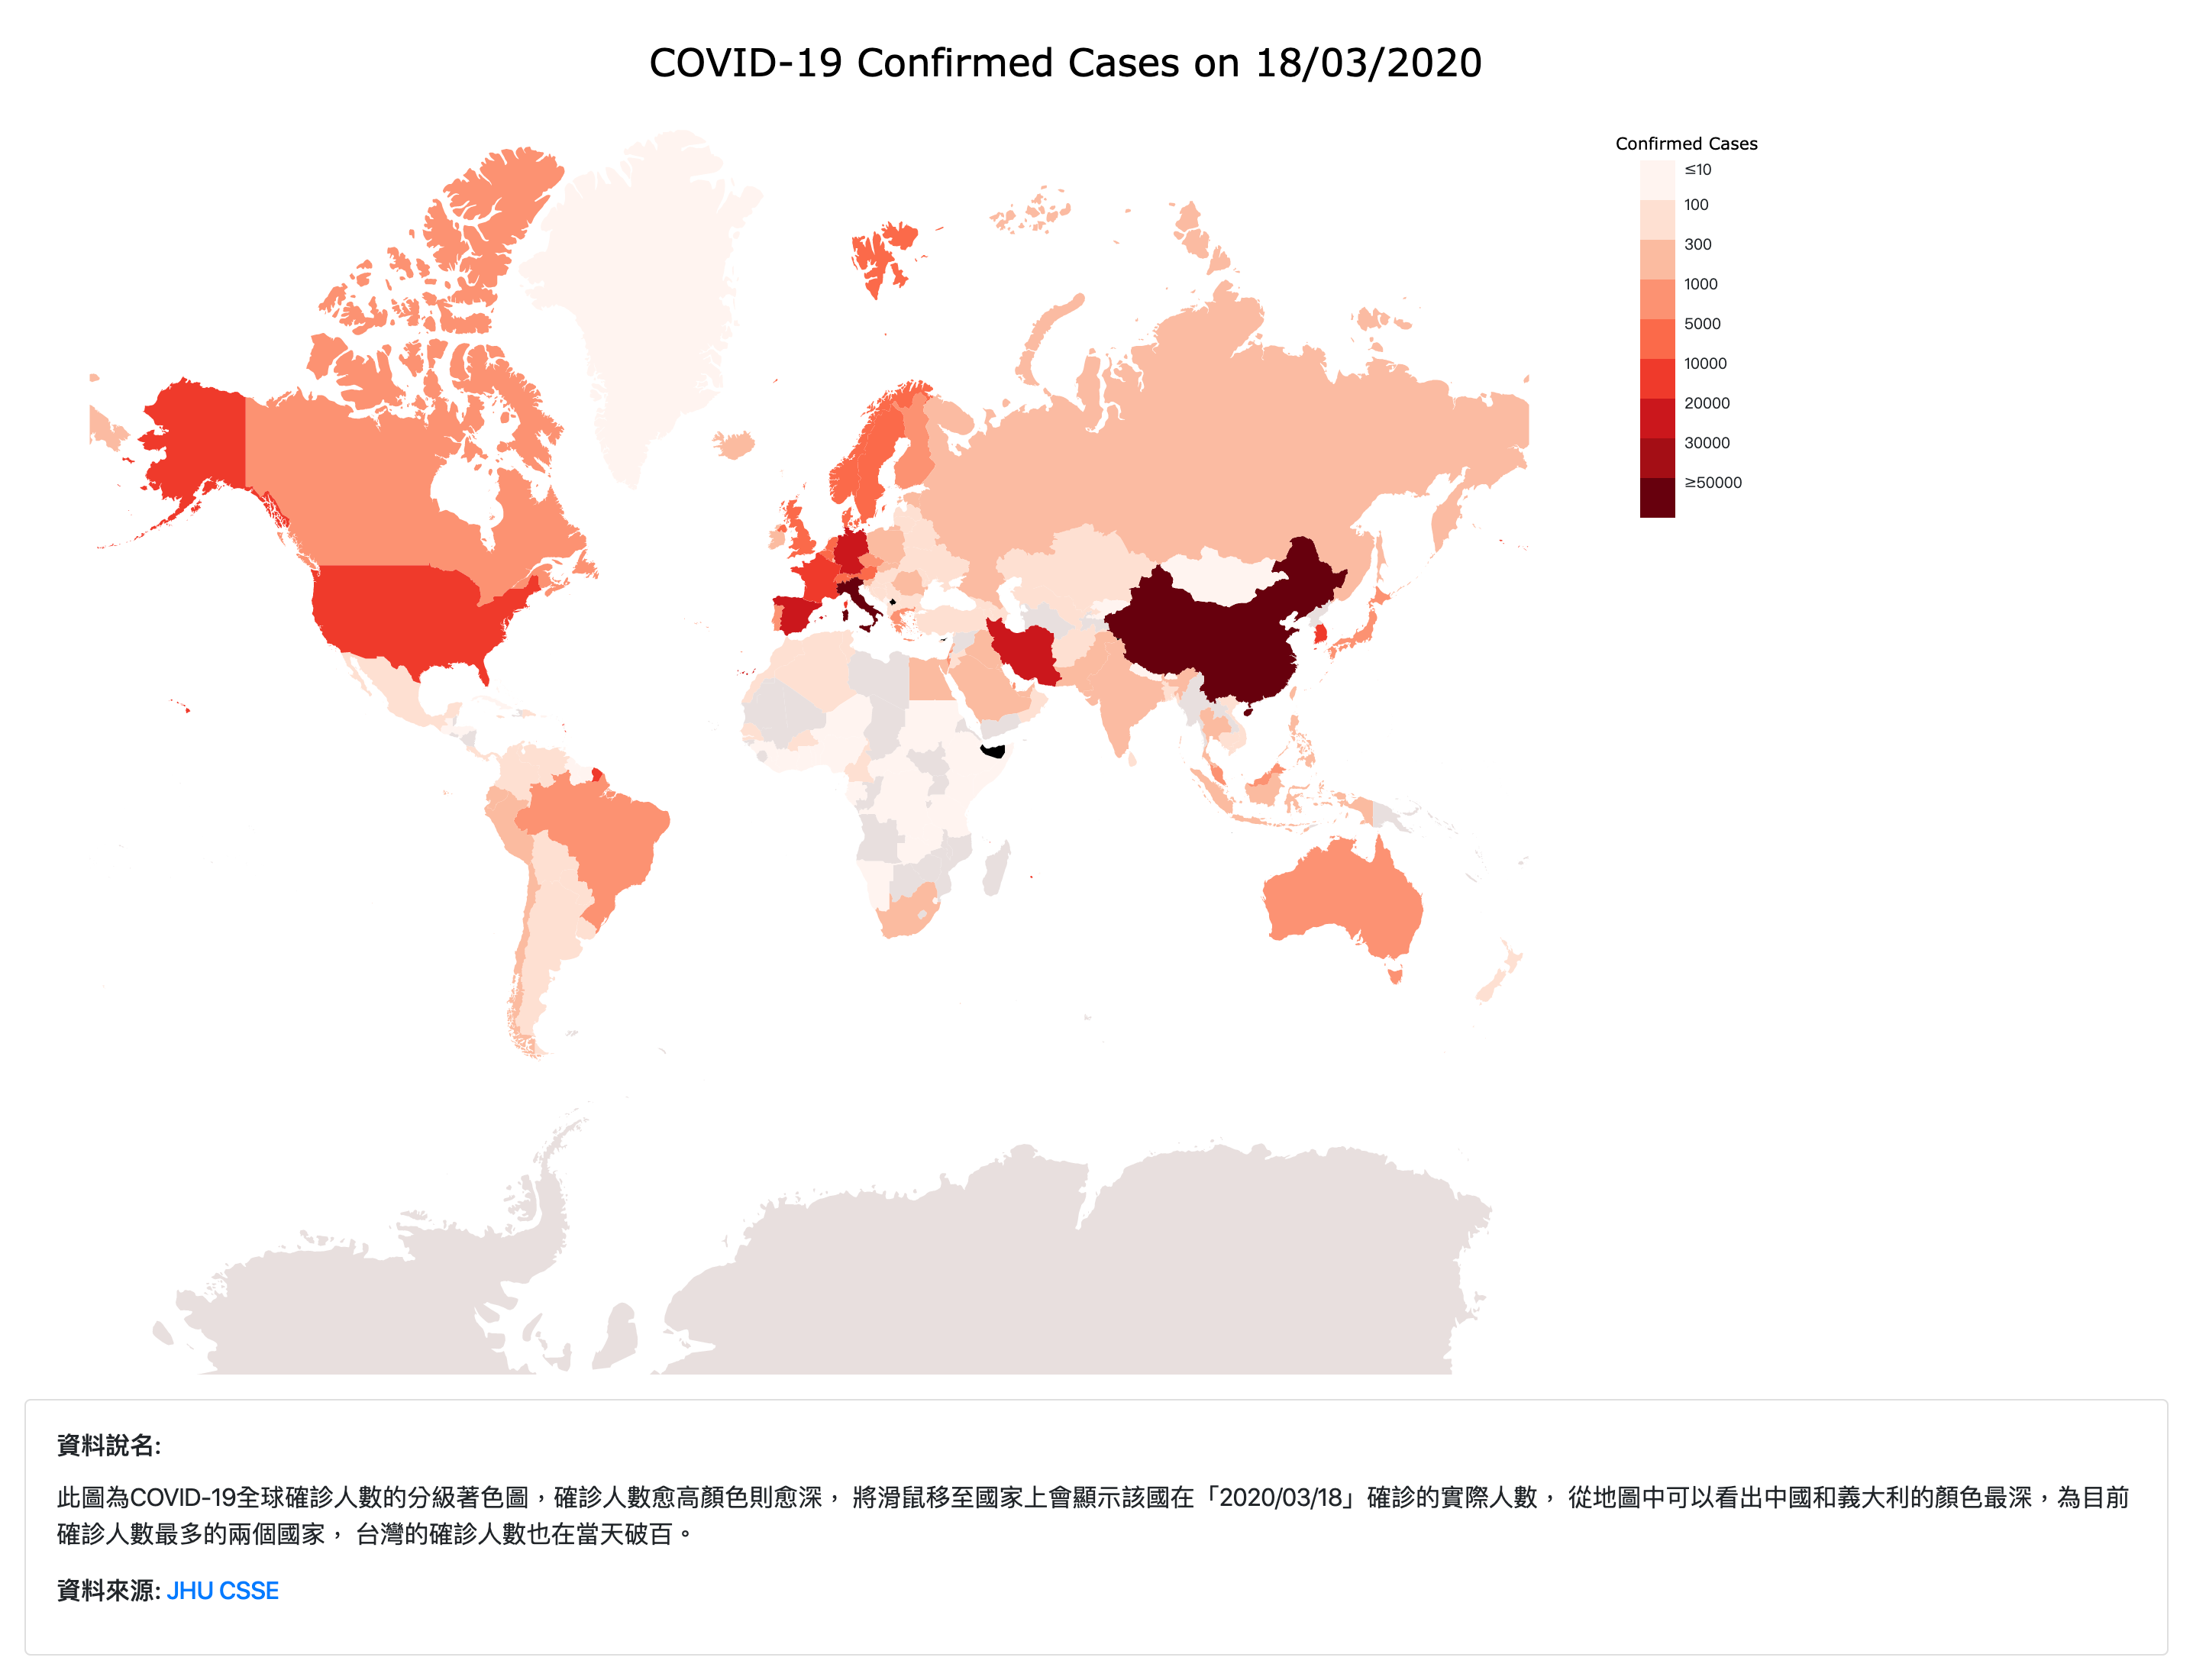 COVID-19 Confirmed Cases on 18/03/2020
Confirmed Cases
≤10
100
300
1000
5000
10000
20000
30000
≥50000
資料說名:
此圖為COVID-19全球確診人數的分級著色圖，確診人數愈高顏色則愈深， 將滑鼠移至國家上會顯示該國在「2020/03/18」確診的實際人數， 從地圖中可以看出中國和義大利的顏色最深，為目前
確診人數最多的兩個國家， 台灣的確診人數也在當天破百。
資料來源: JHU CSSE